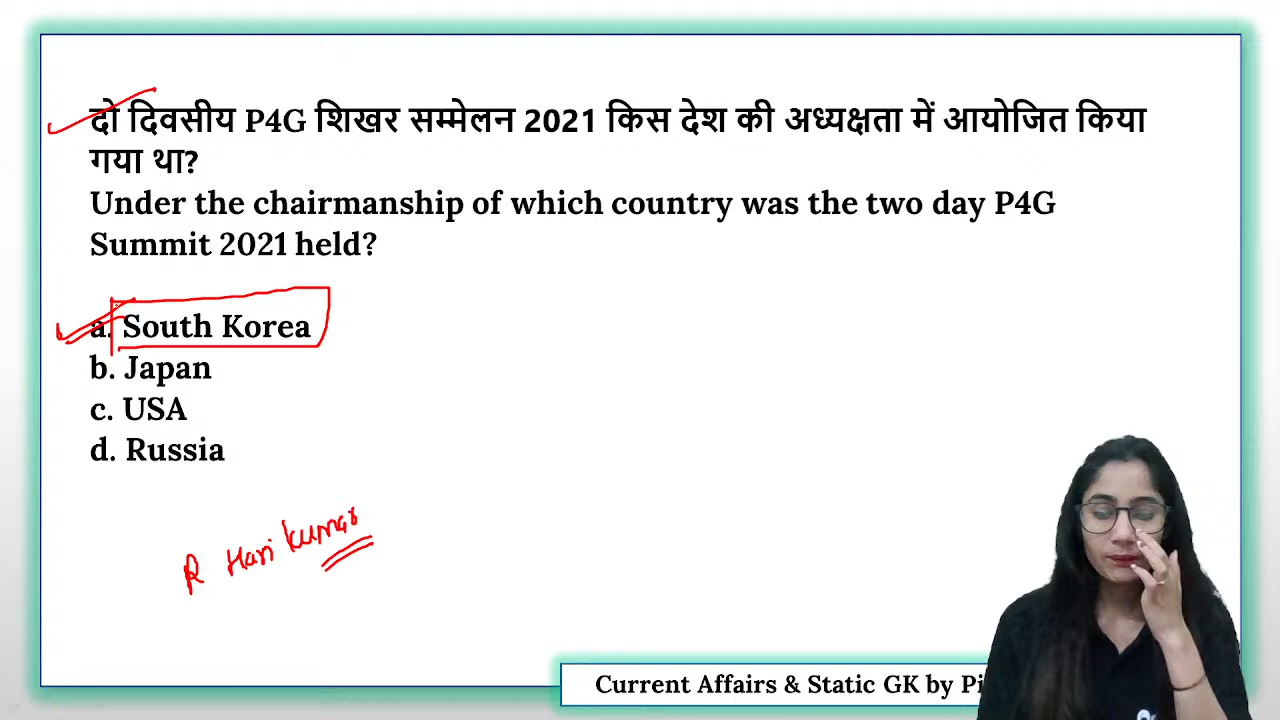 दो दिवसीय P4G शिखर सम्मेलन 2021 किस देश की अध्यक्षता में आयोजित किया
गया था?
Under the chairmanship of which country was the two day P4G
Summit 2021 held?
a. South Korea
b. Japan
c. USA
d. Russia
R Hari Kumar
Current Affairs & Static GK by